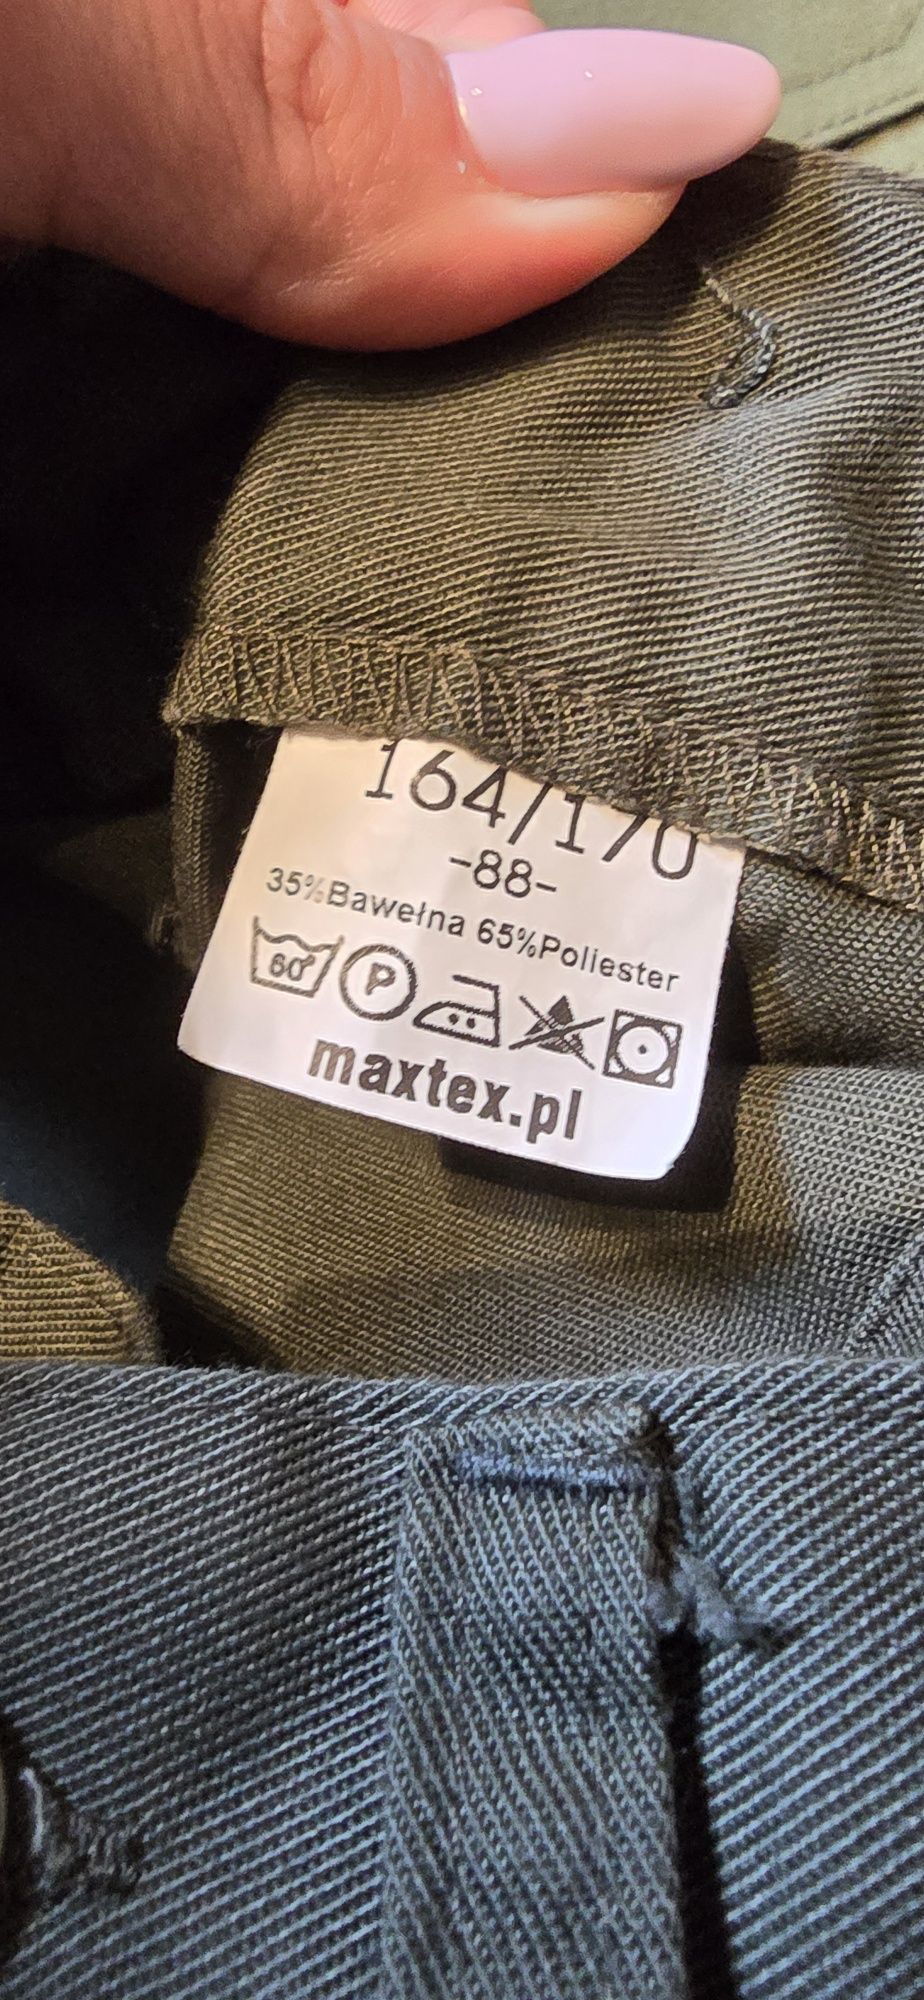 164/170
-88-
35%Bawełna 65%Poliester
60° P
maxtex.pl